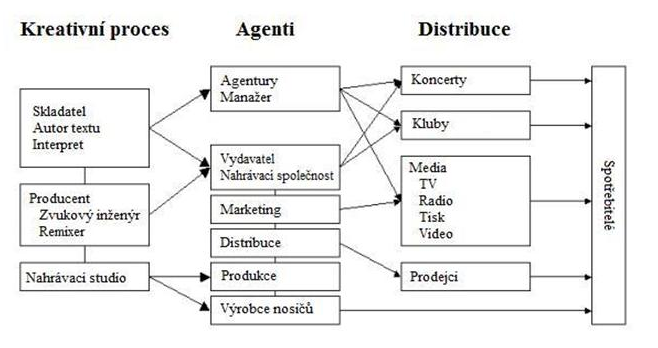 Kreativní proces
Agenti
Distribuce
Skladatel
Autor textu
Interpret
Producent
Zvukový inženýr
Remixer
Nahrávací studio
Agentury
Manažer
Vydavatel
Nahrávací společnost
Marketing
Distribuce
Produkce
Výrobce nosičů
Koncerty
Kluby
Media
TV
Radio
Tisk
Video
Prodejci
Spotřebitelé